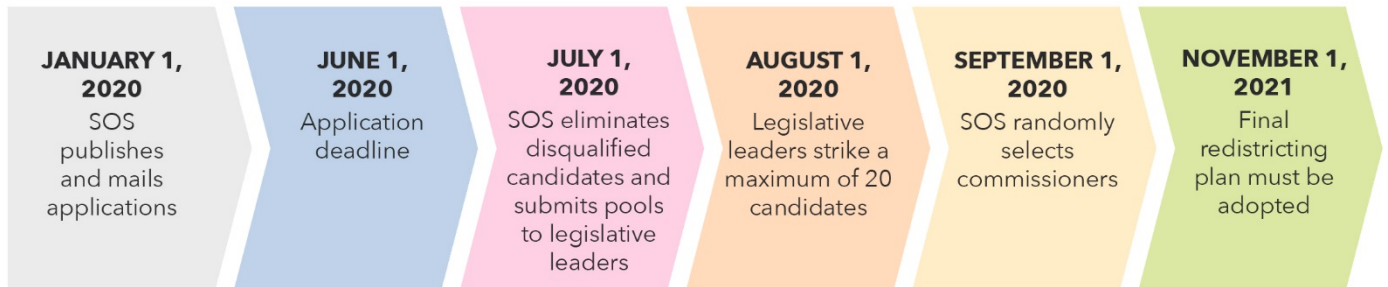 JANUARY 1,
2020
SOS
publishes
and mails
applications
JUNE 1,
2020
Application
deadline
JULY 1,
2020
SOS eliminates
disqualified
candidates and
submits pools
to legislative
leaders
AUGUST 1,
2020
Legislative
leaders strike a
maximum of 20
candidates
SEPTEMBER 1,
2020
SOS randomly
selects
commissioners
NOVEMBER 1,
2021
Final
redistricting
plan must be
adopted